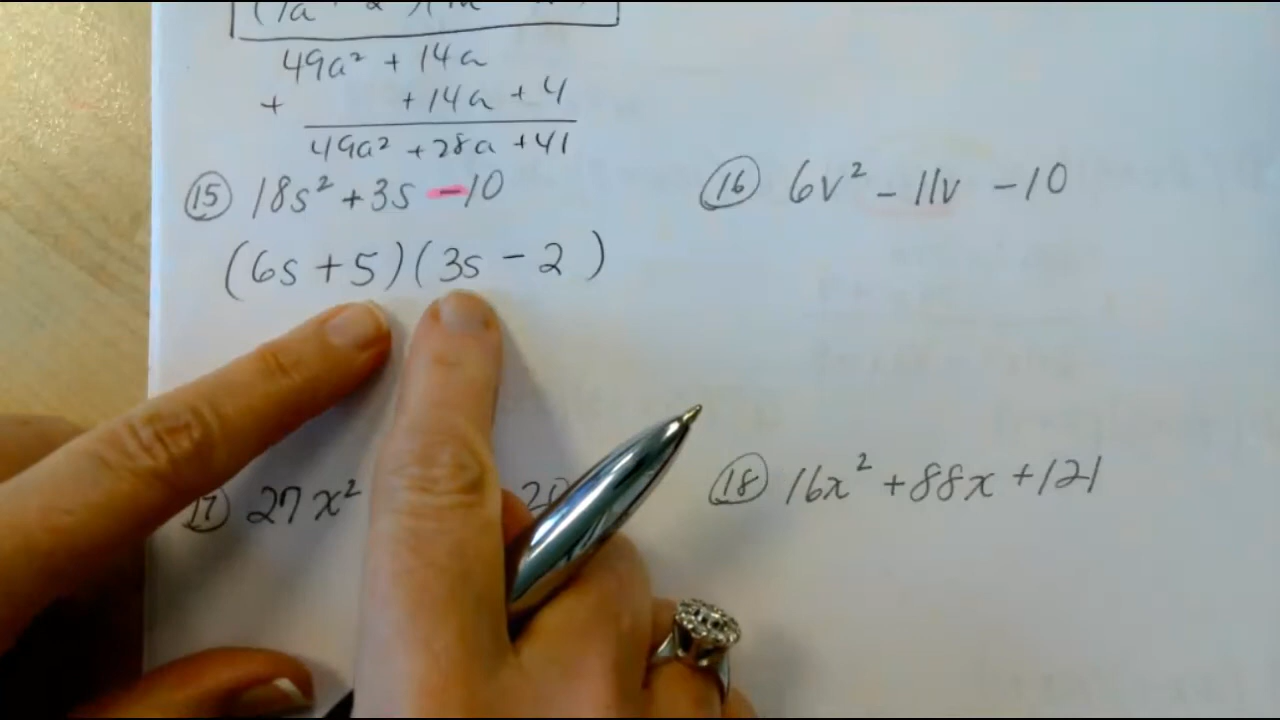 49a² + 14a
+ + 14a + 4
49a² + 28a + 41
⑮ 18s² + 3s - 10
(6s + 5)(3s - 2)
⑯ 6v² - 11v - 10
⑰ 27x² 20
⑱ 16x² + 88x + 121